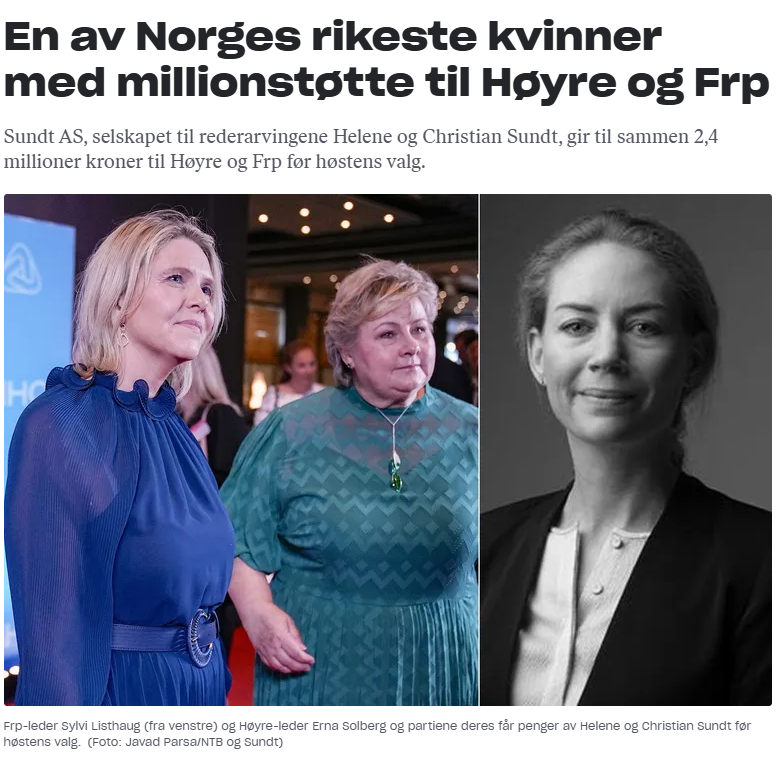 En av Norges rikeste kvinner
med millionstøtte til Høyre og Frp
Sundt AS, selskapet til rederarvingene Helene og Christian Sundt, gir til sammen 2,4
millioner kroner til Høyre og Frp før høstens valg.
Frp-leder Sylvi Listhaug (fra venstre) og Høyre-leder Erna Solberg og partiene deres får penger av Helene og Christian Sundt før
høstens valg. (Foto: Javad Parsa/NTB og Sundt)